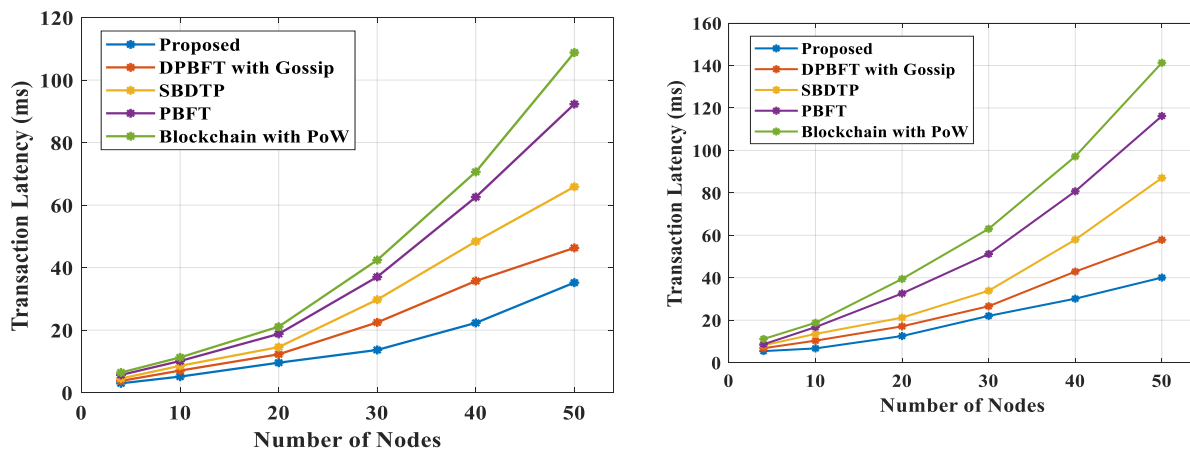 120
100
80
60
40
20
0
Transaction Latency (ms)
Proposed
DPBFT with Gossip
SBDTP
PBFT
Blockchain with PoW
0 10 20 30 40 50
Number of Nodes
160
140
120
100
80
60
40
20
0
Transaction Latency (ms)
Proposed
DPBFT with Gossip
SBDTP
PBFT
Blockchain with PoW
0 10 20 30 40 50
Number of Nodes